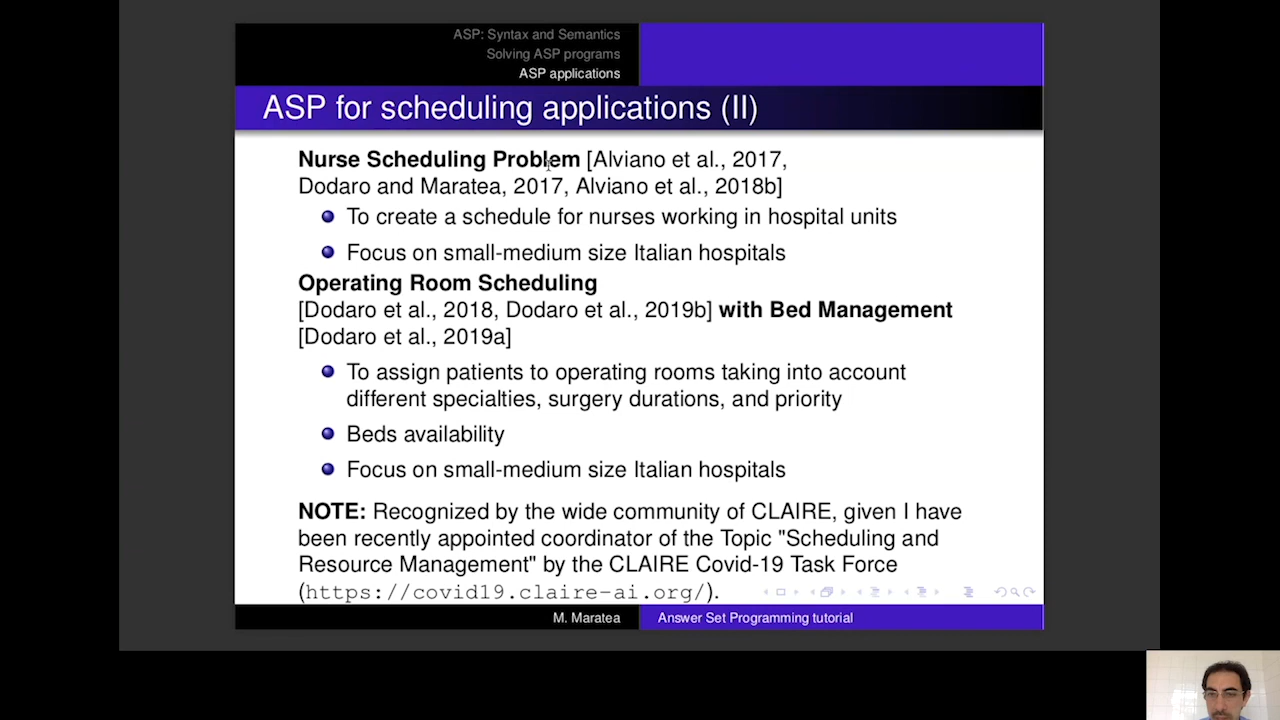 ASP: Syntax and Semantics
Solving ASP programs
ASP applications
ASP for scheduling applications (II)
Nurse Scheduling Problem [Alviano et al., 2017,
Dodaro and Maratea, 2017, Alviano et al., 2018b]
To create a schedule for nurses working in hospital units
Focus on small-medium size Italian hospitals
Operating Room Scheduling
[Dodaro et al., 2018, Dodaro et al., 2019b] with Bed Management
[Dodaro et al., 2019a]
To assign patients to operating rooms taking into account
different specialties, surgery durations, and priority
Beds availability
Focus on small-medium size Italian hospitals
NOTE: Recognized by the wide community of CLAIRE, given I have
been recently appointed coordinator of the Topic "Scheduling and
Resource Management" by the CLAIRE Covid-19 Task Force
(https://covid19.claire-ai.org/).
M. Maratea
Answer Set Programming tutorial